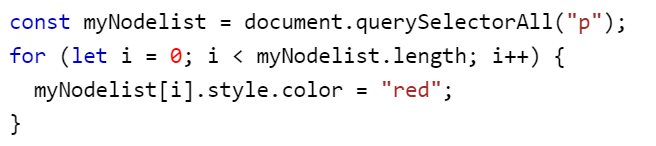 const myNodelist = document.querySelectorAll("p");
for (let i = 0; i < myNodelist.length; i++) {
  myNodelist[i].style.color = "red";
}